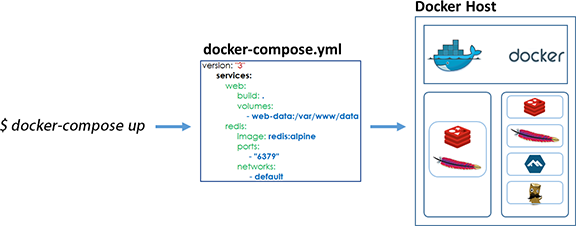 $ docker-compose up
docker-compose.yml
version: "3"
services:
web:
build: .
volumes:
- web-data:/var/www/data
redis:
image: redis:alpine
ports:
- "6379"
networks:
- default
Docker Host
docker